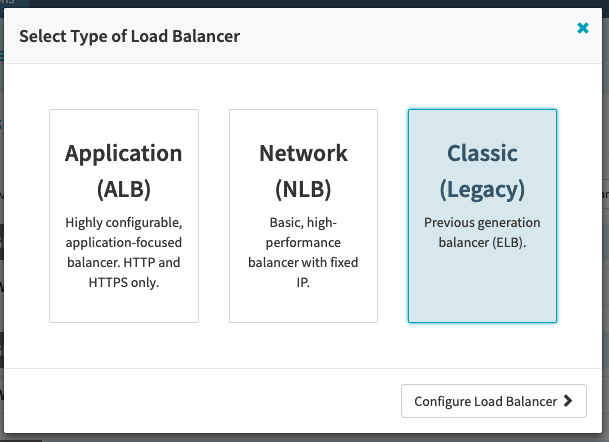 Select Type of Load Balancer
Application
(ALB)
Highly configurable,
application-focused
balancer. HTTP and
HTTPS only.
Network
(NLB)
Basic, high-
performance
balancer with fixed
IP.
Classic
(Legacy)
Previous generation
balancer (ELB).
Configure Load Balancer